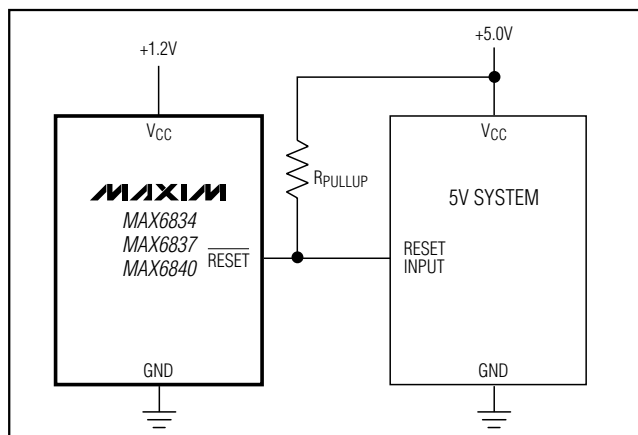 +1.2V
+5.0V
VCC
VCC
RPULLUP
MAXIM
MAX6834
MAX6837
MAX6840
RESET
5V SYSTEM
RESET
INPUT
GND
GND